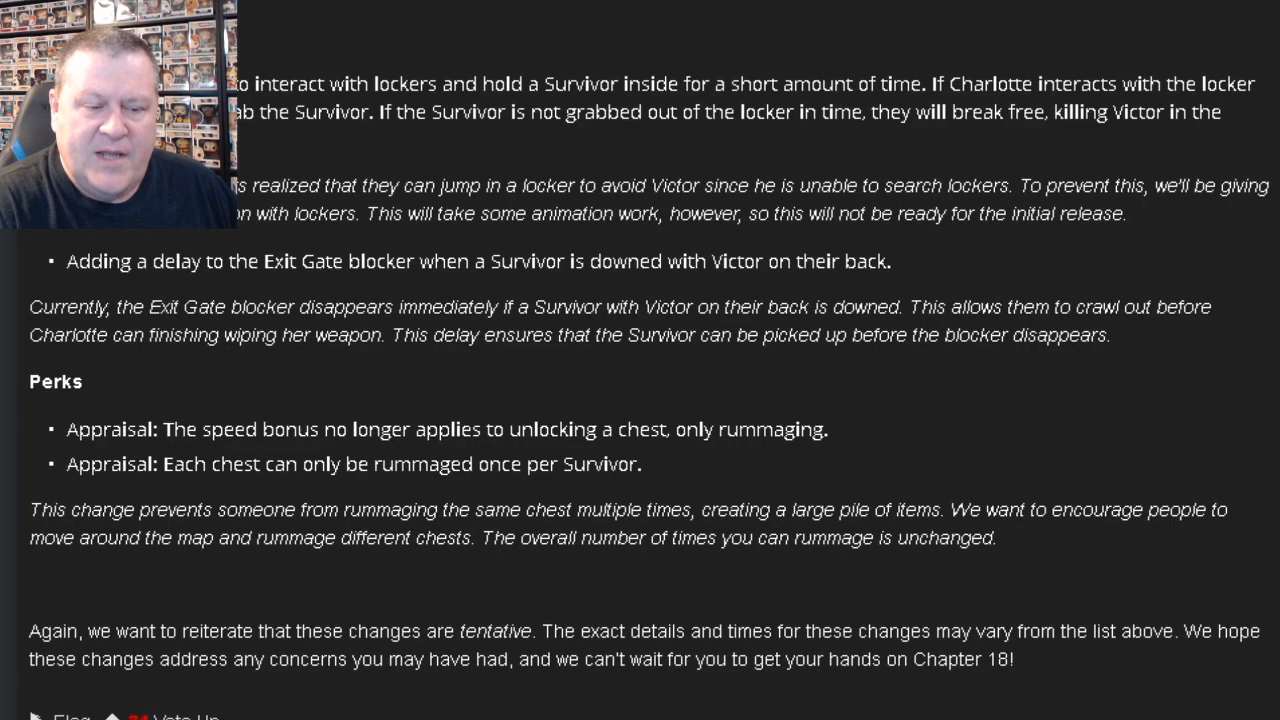 to interact with lockers and hold a Survivor inside for a short amount of time. If Charlotte interacts with the locker
the Survivor. If the Survivor is not grabbed out of the locker in time, they will break free, killing Victor in the
realized that they can jump in a locker to avoid Victor since he is unable to search lockers. To prevent this, we'll be giving
with lockers. This will take some animation work, however, so this will not be ready for the initial release.
▪ Adding a delay to the Exit Gate blocker when a Survivor is downed with Victor on their back.
Currently, the Exit Gate blocker disappears immediately if a Survivor with Victor on their back is downed. This allows them to crawl out before
Charlotte can finishing wiping her weapon. This delay ensures that the Survivor can be picked up before the blocker disappears.
Perks
▪ Appraisal: The speed bonus no longer applies to unlocking a chest, only rummaging.
▪ Appraisal: Each chest can only be rummaged once per Survivor.
This change prevents someone from rummaging the same chest multiple times, creating a large pile of items. We want to encourage people to
move around the map and rummage different chests. The overall number of times you can rummage is unchanged.
Again, we want to reiterate that these changes are tentative. The exact details and times for these changes may vary from the list above. We hope
these changes address any concerns you may have had, and we can't wait for you to get your hands on Chapter 18!
Flag Vote Up